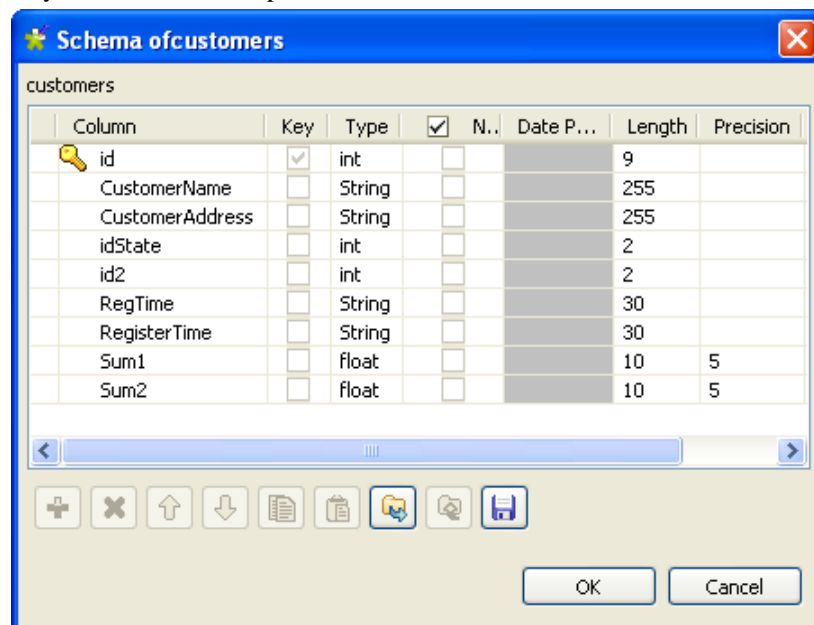 Schema ofcustomers
customers
Column Key Type N.. Date P... Length Precision
id int 9
CustomerName String 255
CustomerAddress String 255
idState int 2
id2 int 2
RegTime String 30
RegisterTime String 30
Sum1 float 10 5
Sum2 float 10 5
OK Cancel